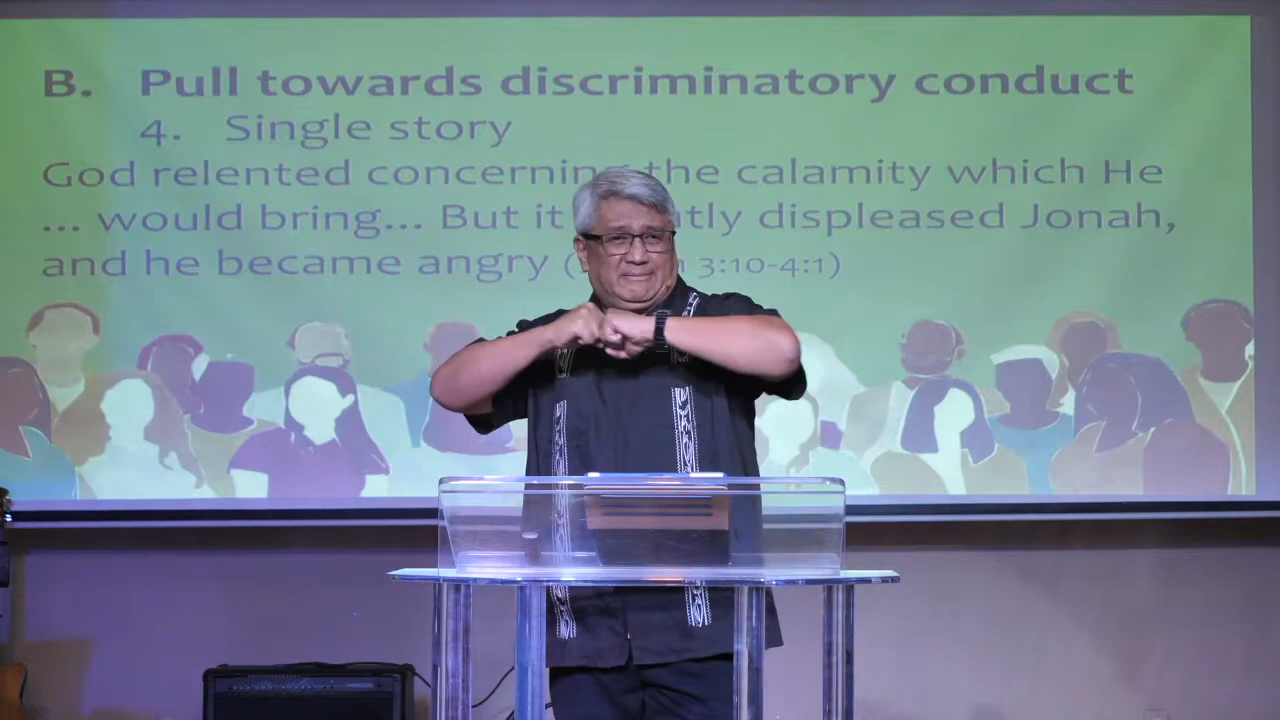 B. Pull towards discriminatory conduct
4. Single story
God relented concerning the calamity which He
... would bring... But it displeased Jonah,
and he became angry ( 3:10-4:1)